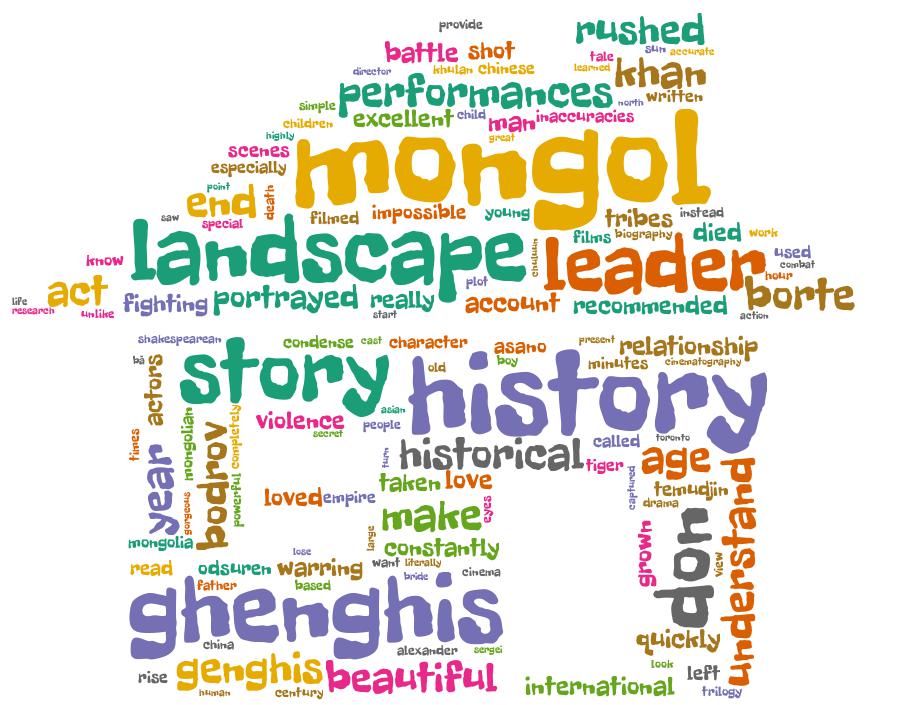 provide
rushed
battle shot
tale sun accurate
director khulan chinese learned
khan
performances
simple north written
children excellent child man inaccuracies
highly great
scenes
mongol
especially
point
end death
saw special filmed impossible young tribes instead
landscape
films biography died work
know chuluun leader used
plot combat
hour
act
life fighting portrayed really account recommended borte
research unlike start action
shakespearean condense cast character asano present relationship
story
old boy minutes cinematography
history
actors
asian
violence people
secret
called toronto
times year mongolian bodrov completely
turn historical tiger age
captured
taken love temudjin
gorgeous powerful loved empire eyes drama
make
large
mongolia constantly grown don view understand
lose
read odsuren warring want literally
father based bride cinema
ghenghis
quickly
china alexander sergei
look
rise genghis beautiful left
human century international trilogy